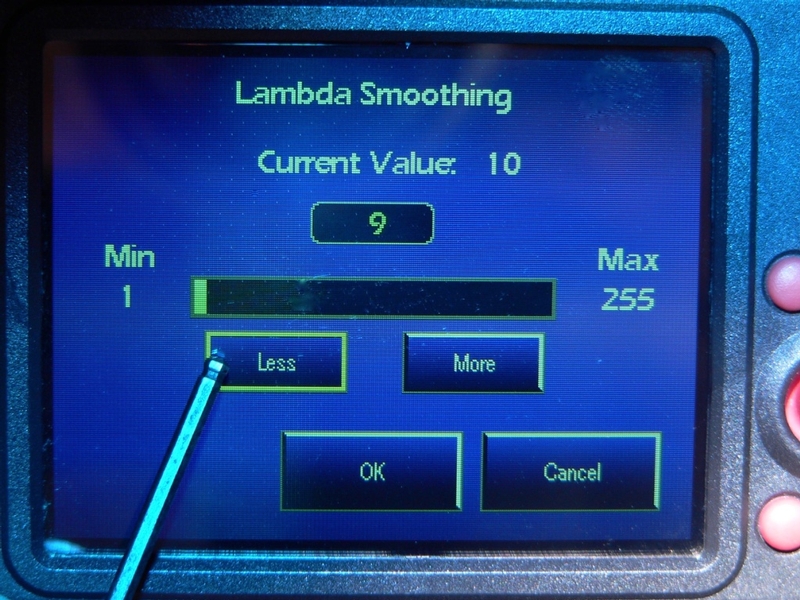 Lambda Smoothing
Current Value: 10
9
Min
Max
1
255
Less
More
OK
Cancel